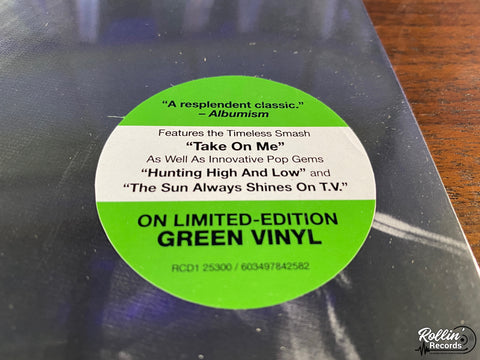 “A resplendent classic.”
– Albumism
Features the Timeless Smash
“Take On Me”
As Well As Innovative Pop Gems
“Hunting High And Low” and
“The Sun Always Shines On T.V.”
ON LIMITED-EDITION
GREEN VINYL
RCD1 25300 / 603497842582
Rollin'
Records